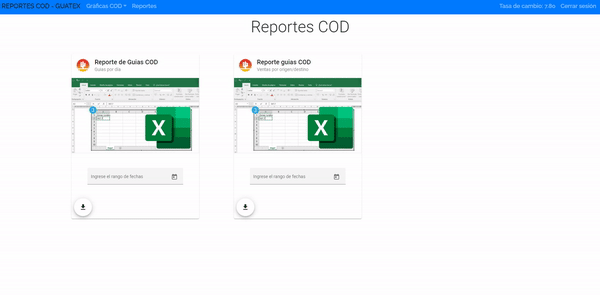 REPORTES COD - GUATEX Gráficas COD Reportes Tasa de cambio: 7.80 Cerrar sesión
Reportes COD
Reporte de Guias COD
Guias por día
Ingrese el rango de fechas
Reporte guias COD
Ventas por origen/destino
Ingrese el rango de fechas